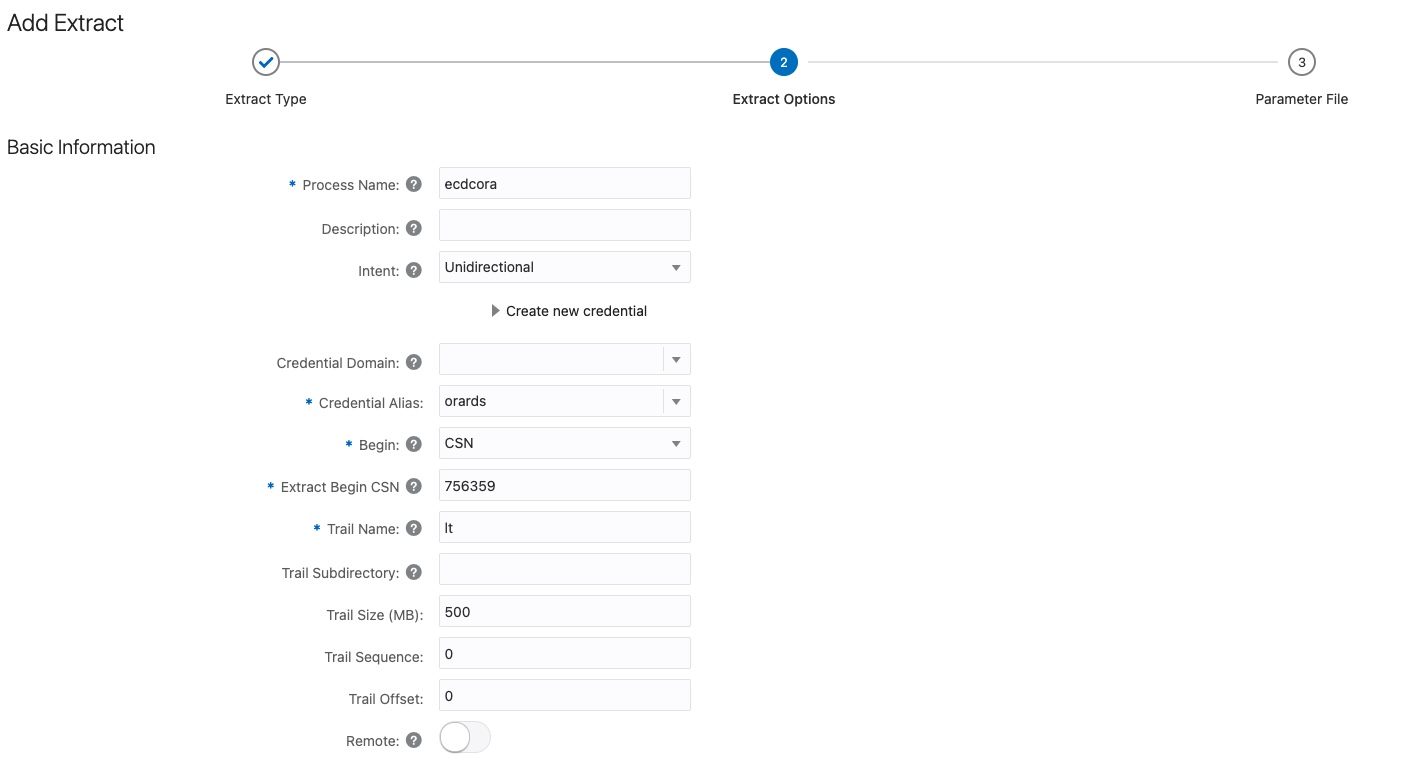 Add Extract
2
3
Extract Type
Extract Options
Parameter File
Basic Information
* Process Name: ? ecdcora
Description: ?
Intent: ? Unidirectional
Create new credential
Credential Domain: ?
* Credential Alias: orards
* Begin: ? CSN
* Extract Begin CSN ? 756359
* Trail Name: ? lt
Trail Subdirectory: ?
Trail Size (MB): 500
Trail Sequence: 0
Trail Offset: 0
Remote: ?